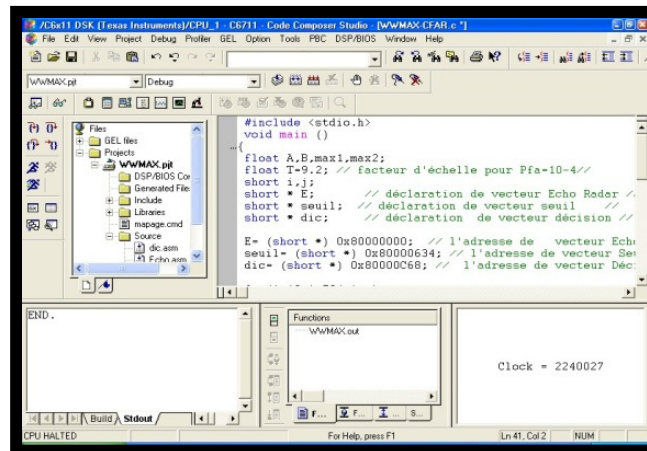 /C6x11 DSK (Texas Instruments)/CPU_1 - C6711 - Code Composer Studio - [WWMAX-CFAR.c *]
File Edit View Project Debug Profiler GEL Option Tools PBC DSP/BIOS Window Help
WWMAX.pjt Debug
Files
GEL files
Projects
WWMAX.pjt
DSP/BIOS Cor
Generated File
Include
Libraries
mapage.cmd
Source
dic.asm
Echo.asm
#include <stdio.h>
void main ()
{
float A,B,max1,max2;
float T=9.2; // facteur d'échelle pour Pfa=10-4//
short i,j;
short * E; // déclaration de vecteur Echo Radar /
short * seuil; // déclaration de vecteur seuil //
short * dic; // déclaration de vecteur décision //
E= (short *) 0x80000000; // l'adresse de vecteur Echo
seuil= (short *) 0x80000634; // l'adresse de vecteur Seu
dic= (short *) 0x80000C68; // l'adresse de vecteur Déci
END.
Build Stdout
Functions
WWMAX.out
F... F... I... S...
Clock = 2240027
CPU HALTED For Help, press F1 Ln 41, Col 2 NUM